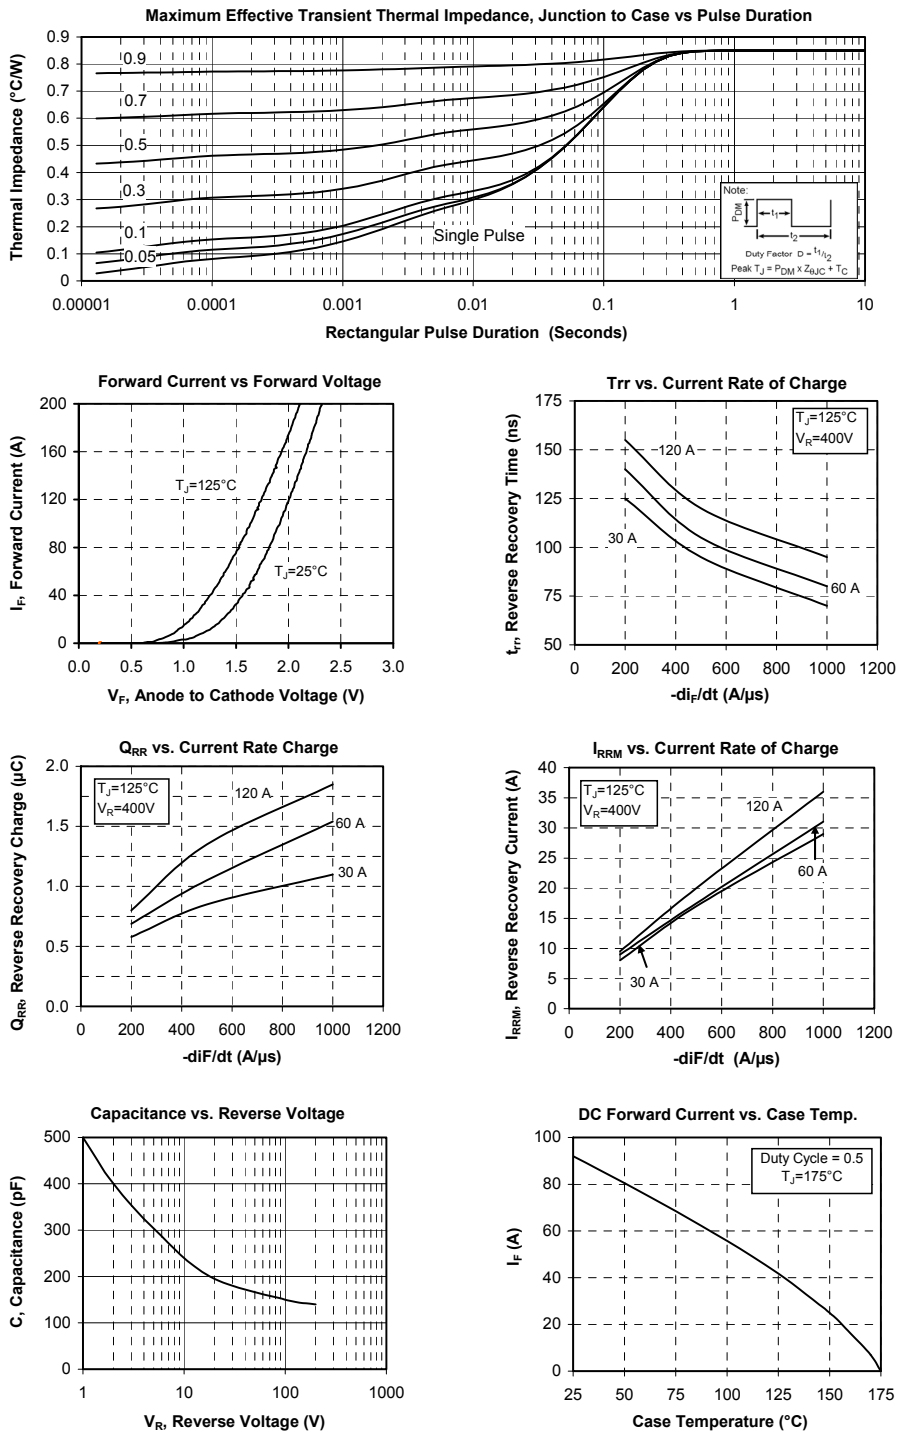 Maximum Effective Transient Thermal Impedance, Junction to Case vs Pulse Duration
Thermal Impedance (°C/W)
0.9
0.8
0.7
0.6
0.5
0.4
0.3
0.2
0.1
0
0.9
0.7
0.5
0.3
0.1
0.05
Single Pulse
Note:
PDM
t1
t2
Duty Factor D = t1/t2
Peak TJ = PDM x ZθJC + TC
0.00001 0.0001 0.001 0.01 0.1 1 10
Rectangular Pulse Duration (Seconds)
Forward Current vs Forward Voltage
IF, Forward Current (A)
200
160
120
80
40
0
TJ=125°C
TJ=25°C
0.0 0.5 1.0 1.5 2.0 2.5 3.0
VF, Anode to Cathode Voltage (V)
Trr vs. Current Rate of Charge
trr, Reverse Recovery Time (ns)
175
150
125
100
75
50
TJ=125°C
VR=400V
120 A
30 A
60 A
0 200 400 600 800 1000 1200
-diF/dt (A/µs)
QRR vs. Current Rate Charge
QRR, Reverse Recovery Charge (µC)
2.0
1.5
1.0
0.5
0.0
TJ=125°C
VR=400V
120 A
60 A
30 A
0 200 400 600 800 1000 1200
-diF/dt (A/µs)
IRRM vs. Current Rate of Charge
IRRM, Reverse Recovery Current (A)
40
35
30
25
20
15
10
5
0
TJ=125°C
VR=400V
120 A
60 A
30 A
0 200 400 600 800 1000 1200
-diF/dt (A/µs)
Capacitance vs. Reverse Voltage
C, Capacitance (pF)
500
400
300
200
100
0
1 10 100 1000
VR, Reverse Voltage (V)
DC Forward Current vs. Case Temp.
IF (A)
100
80
60
40
20
0
Duty Cycle = 0.5
TJ=175°C
25 50 75 100 125 150 175
Case Temperature (°C)